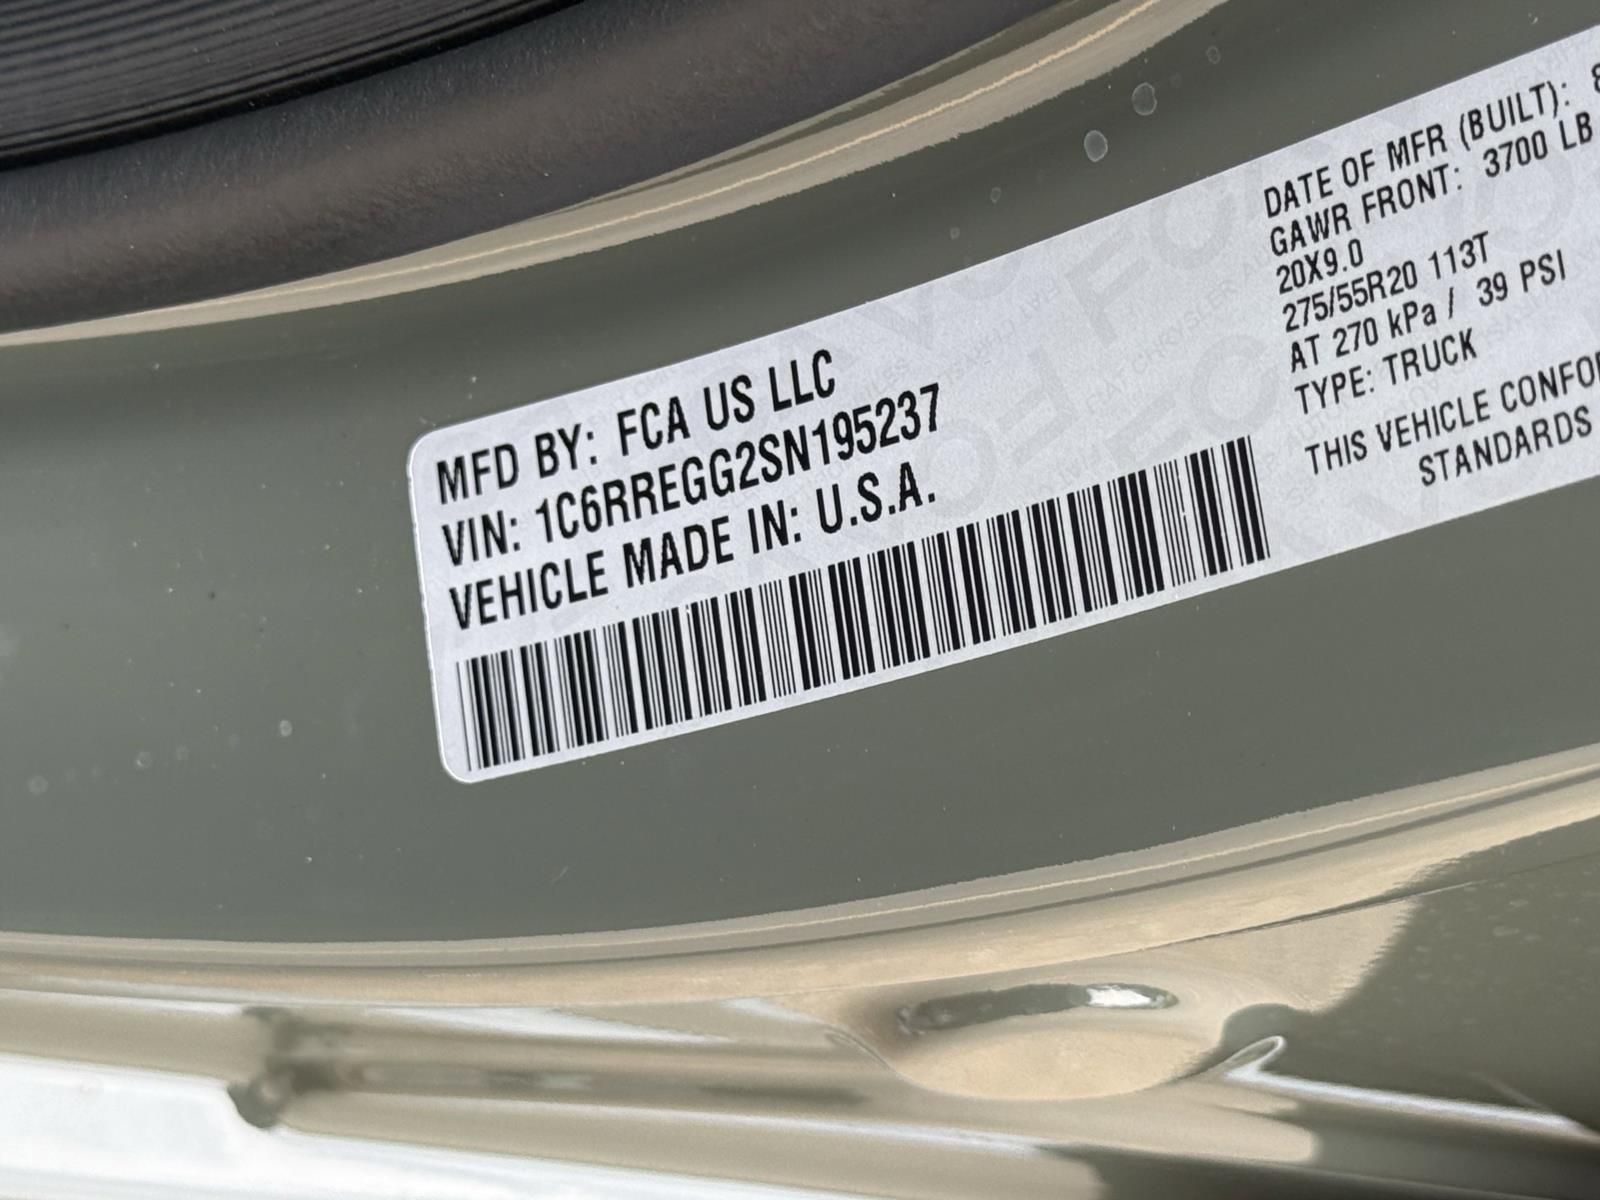 MFD BY: FCA US LLC
VIN: 1C6RREGG2SN195237
VEHICLE MADE IN: U.S.A.
DATE OF MFR (BUILT): 8
GAWR FRONT: 3700 LB
20X9.0
275/55R20 113T
AT 270 kPa / 39 PSI
TYPE: TRUCK
THIS VEHICLE CONFO
STANDARDS